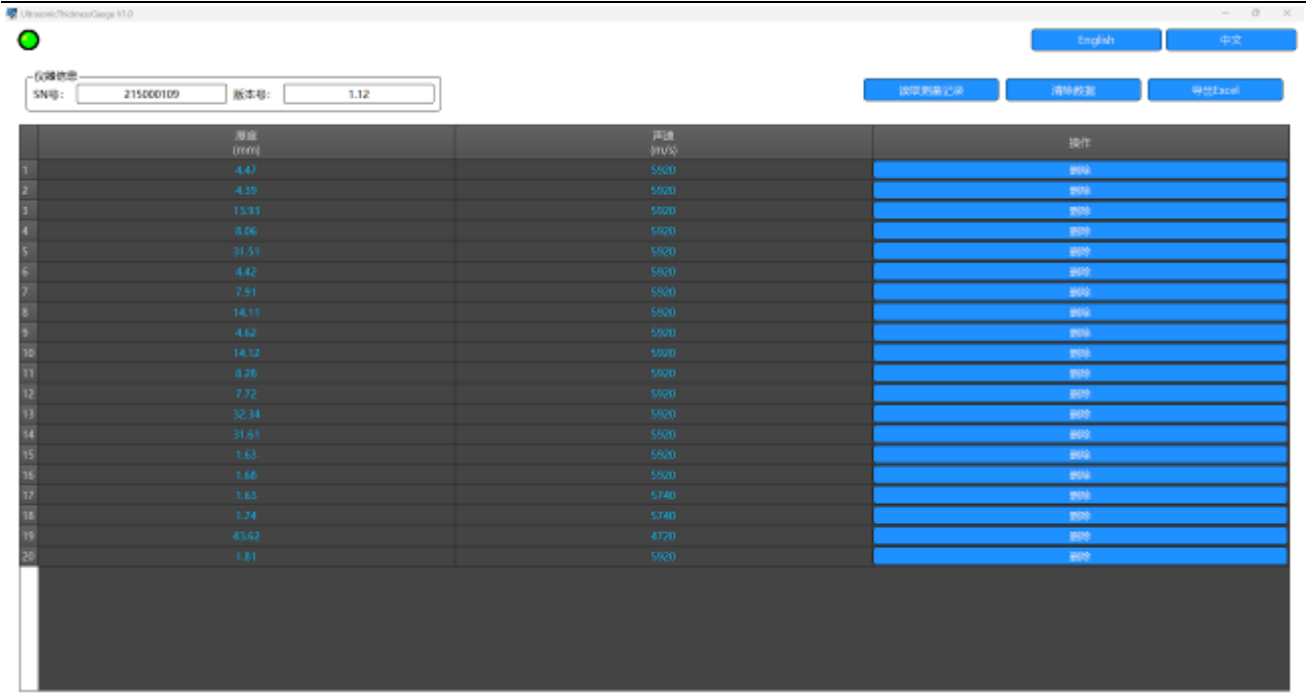 UltrasonicThicknessGauge V1.0
English 中文
仪器信息
SN号: 215000109 版本号: 1.12
读取测量记录 清除数据 导出Excel
厚度 声速 操作
(mm) (m/s)
1 4.47 5920 删除
2 4.39 5920 删除
3 13.93 5920 删除
4 8.06 5920 删除
5 31.51 5920 删除
6 4.42 5920 删除
7 7.91 5920 删除
8 14.11 5920 删除
9 4.62 5920 删除
10 14.12 5920 删除
11 8.28 5920 删除
12 7.72 5920 删除
13 32.34 5920 删除
14 31.61 5920 删除
15 1.63 5920 删除
16 1.68 5920 删除
17 1.63 5740 删除
18 1.74 5740 删除
19 43.62 4720 删除
20 1.81 5920 删除